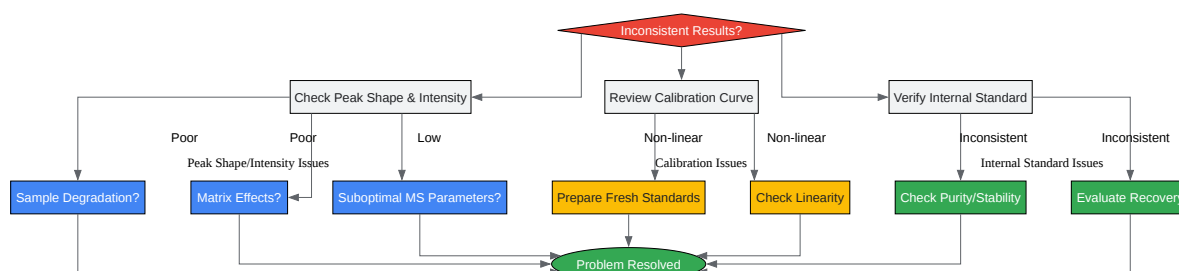 Inconsistent Results?
Check Peak Shape & Intensity
Review Calibration Curve
Verify Internal Standard
Poor
Poor
Low
Non-linear
Non-linear
Inconsistent
Inconsistent
Peak Shape/Intensity Issues
Calibration Issues
Internal Standard Issues
Sample Degradation?
Matrix Effects?
Suboptimal MS Parameters?
Prepare Fresh Standards
Check Linearity
Check Purity/Stability
Evaluate Recovery
Problem Resolved